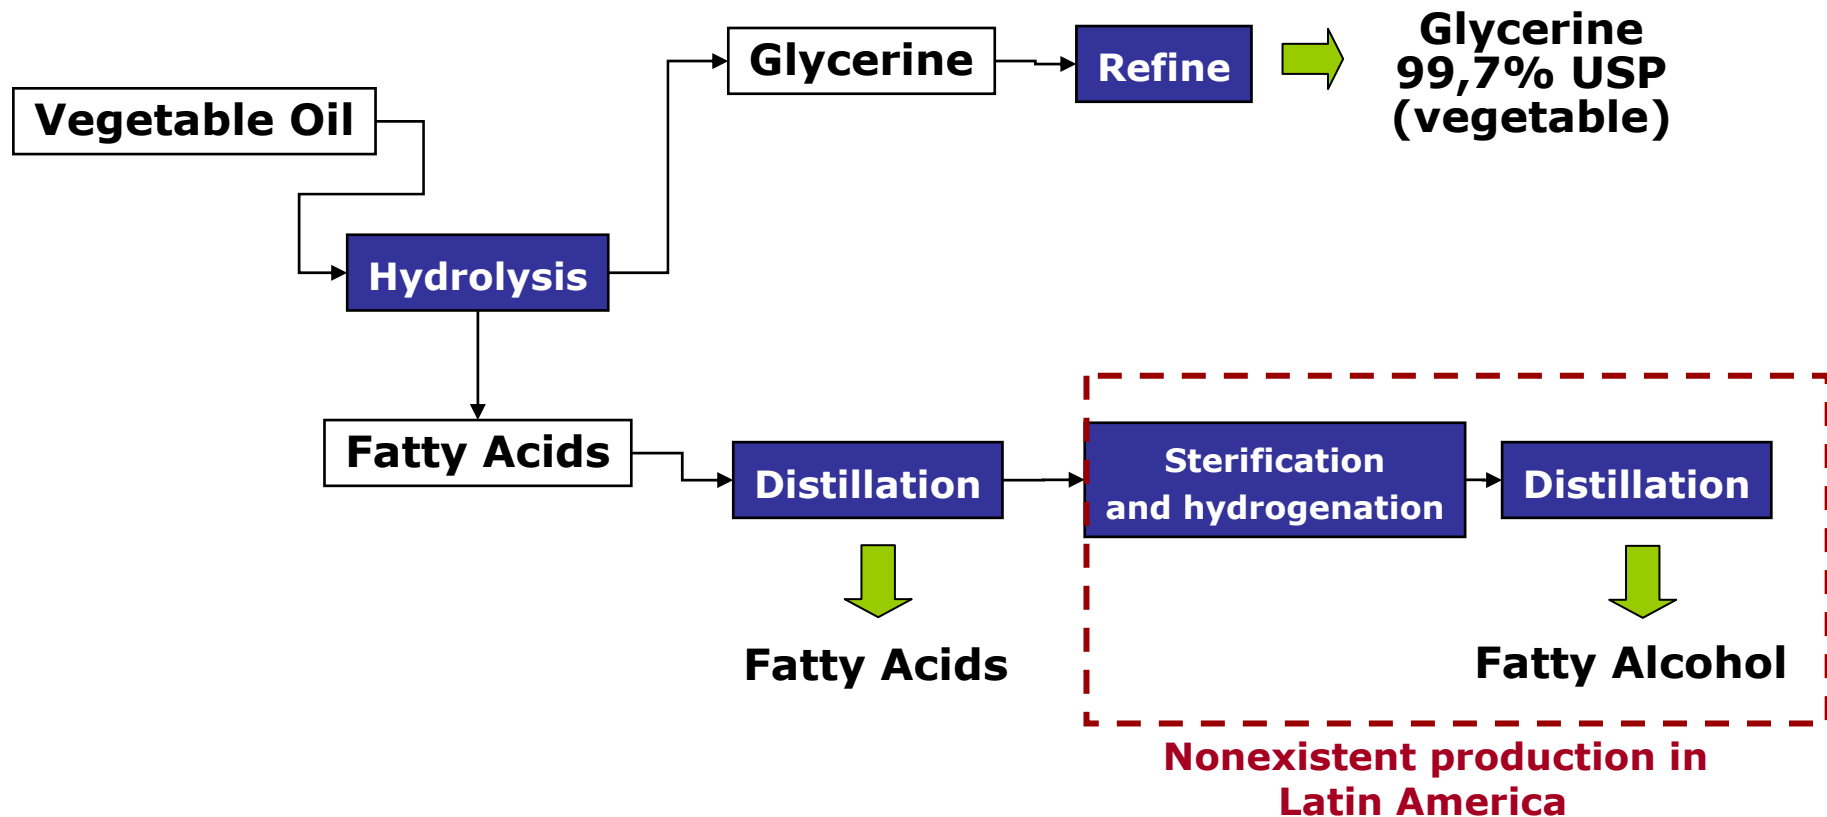 Glycerine
Refine
Glycerine
99,7% USP
(vegetable)
Vegetable Oil
Hydrolysis
Fatty Acids
Distillation
Sterification
and hydrogenation
Distillation
Fatty Acids
Fatty Alcohol
Nonexistent production in
Latin America